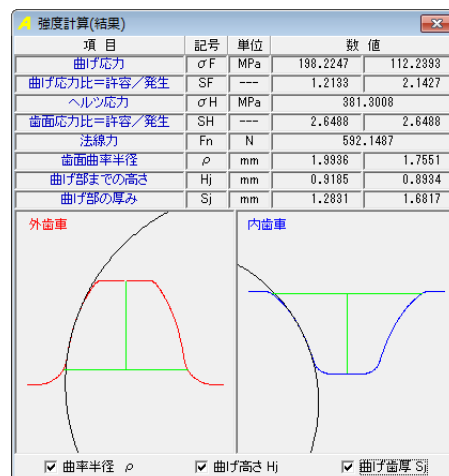 強度計算(結果)
項 目 記号 単位 数 値
曲げ応力 σF MPa 198.2247 112.2393
曲げ応力比=許容/発生 SF --- 1.2133 2.1427
ヘルツ応力 σH MPa 381.3008
歯面応力比=許容/発生 SH --- 2.6488 2.6488
法線力 Fn N 592.1487
歯面曲率半径 ρ mm 1.9936 1.7551
曲げ部までの高さ Hj mm 0.9185 0.8934
曲げ部の厚み Sj mm 1.2831 1.6817
外歯車 内歯車
曲率半径 ρ 曲げ高さ Hj 曲げ歯厚 Sj